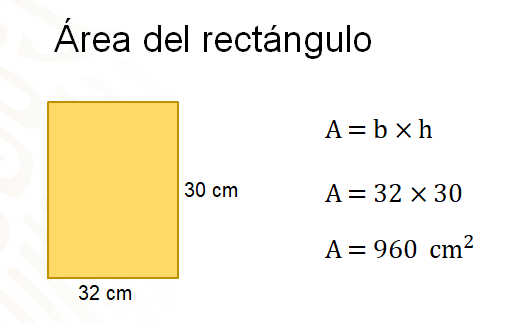 Área del rectángulo
30 cm
32 cm
A = b × h
A = 32 × 30
A = 960 cm²